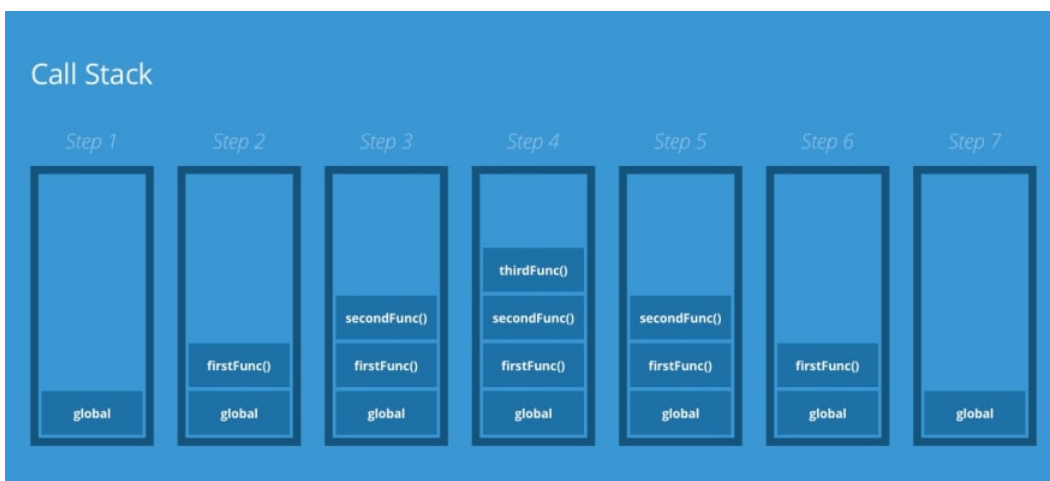 Call Stack
Step 1
Step 2
Step 3
Step 4
Step 5
Step 6
Step 7
global
firstFunc()
global
secondFunc()
firstFunc()
global
thirdFunc()
secondFunc()
firstFunc()
global
secondFunc()
firstFunc()
global
firstFunc()
global
global